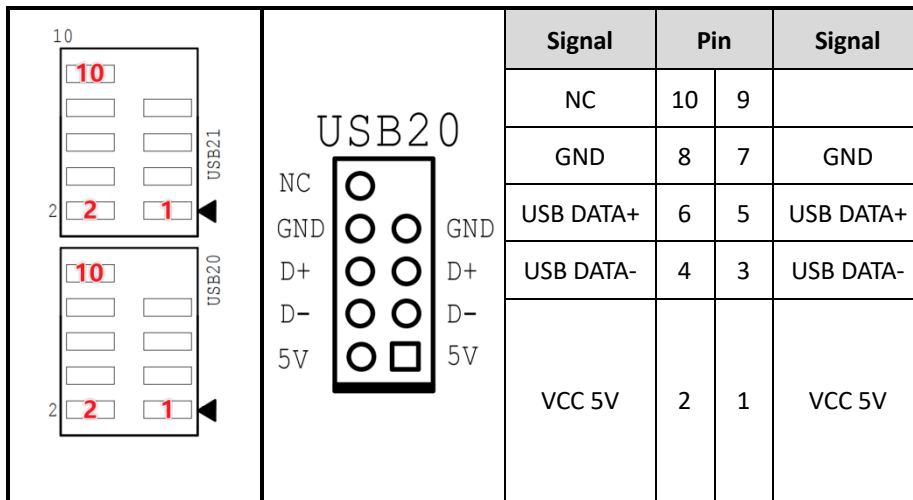 10
10
USB21
2 2 1
10
USB20
2 2 1
USB20
NC
GND GND
D+ D+
D- D-
5V 5V
Signal Pin Signal
NC 10 9
GND 8 7 GND
USB DATA+ 6 5 USB DATA+
USB DATA- 4 3 USB DATA-
VCC 5V 2 1 VCC 5V